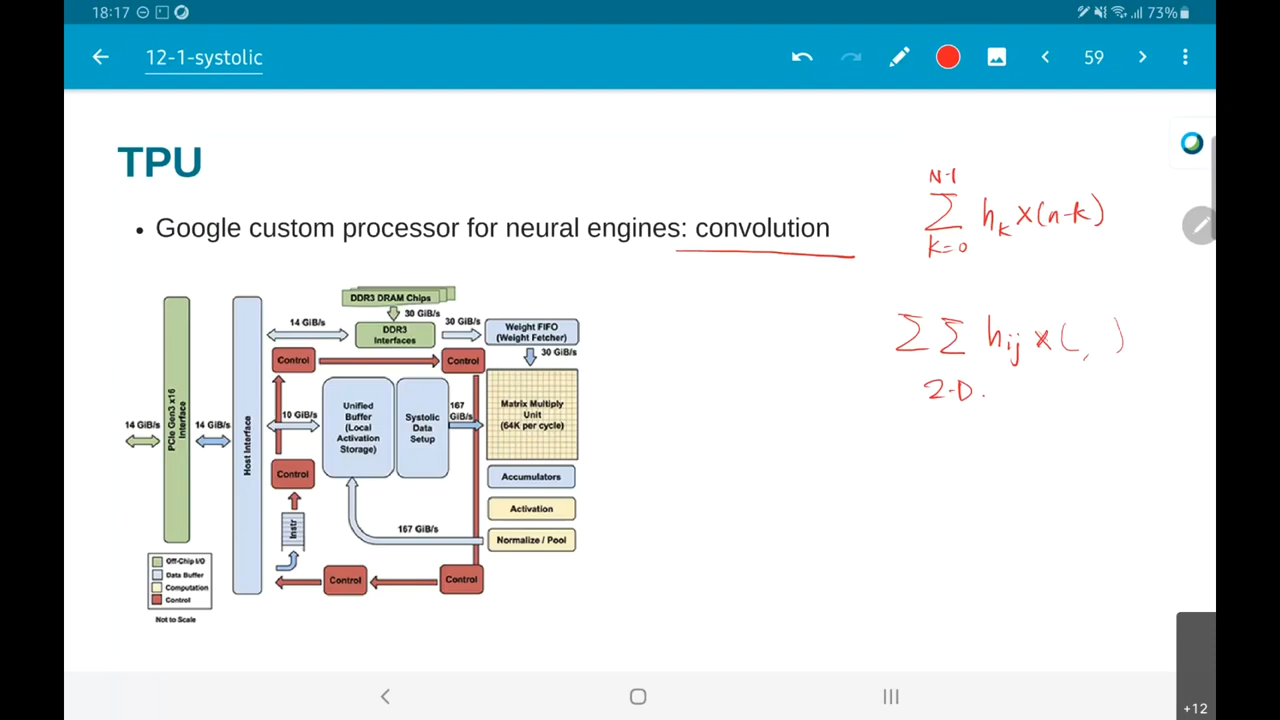 18:17
73%
12-1-systolic
59
TPU
• Google custom processor for neural engines: convolution
N-1
∑ hₖ x(n-k)
k=0
∑ ∑ hᵢⱼ x( , )
2-D.
DDR3 DRAM Chips
30 GiB/s
14 GiB/s
DDR3
Interfaces
30 GiB/s
Weight FIFO
(Weight Fetcher)
30 GiB/s
Control
Control
PCIe Gen3 x16
Interface
Host Interface
14 GiB/s
14 GiB/s
10 GiB/s
Unified
Buffer
(Local
Activation
Storage)
Systolic
Data
Setup
167
GiB/s
Matrix Multiply
Unit
(64K per cycle)
Accumulators
Activation
Normalize / Pool
Control
Instr
167 GiB/s
Control
Control
Off-Chip I/O
Data Buffer
Computation
Control
Not to Scale
+12